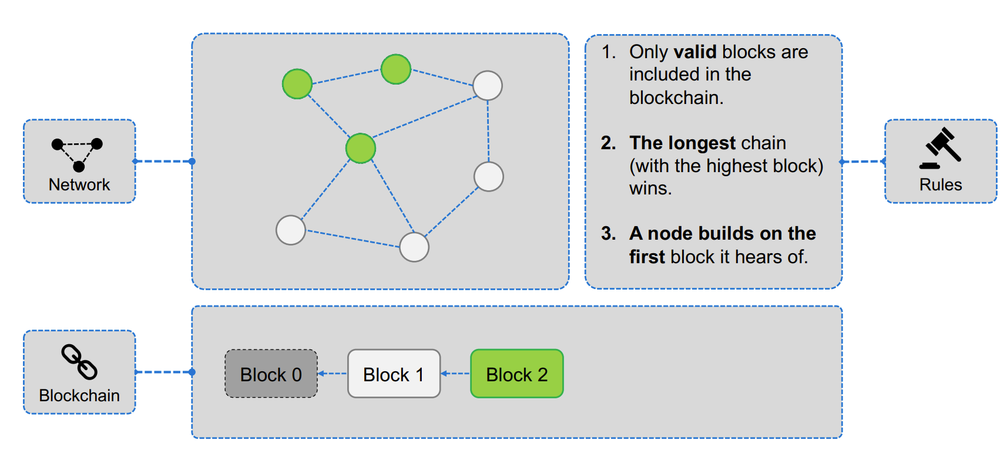 Network
1. Only valid blocks are
included in the
blockchain.
2. The longest chain
(with the highest block)
wins.
3. A node builds on the
first block it hears of.
Rules
Blockchain
Block 0
Block 1
Block 2